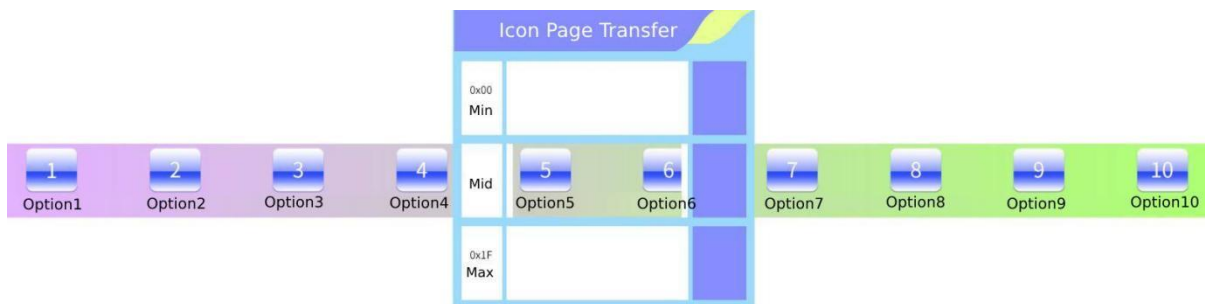 Icon Page Transfer
0x00
Min
1 2 3 4 Mid 5 6 7 8 9 10
Option1 Option2 Option3 Option4 Option5 Option6 Option7 Option8 Option9 Option10
0x1F
Max